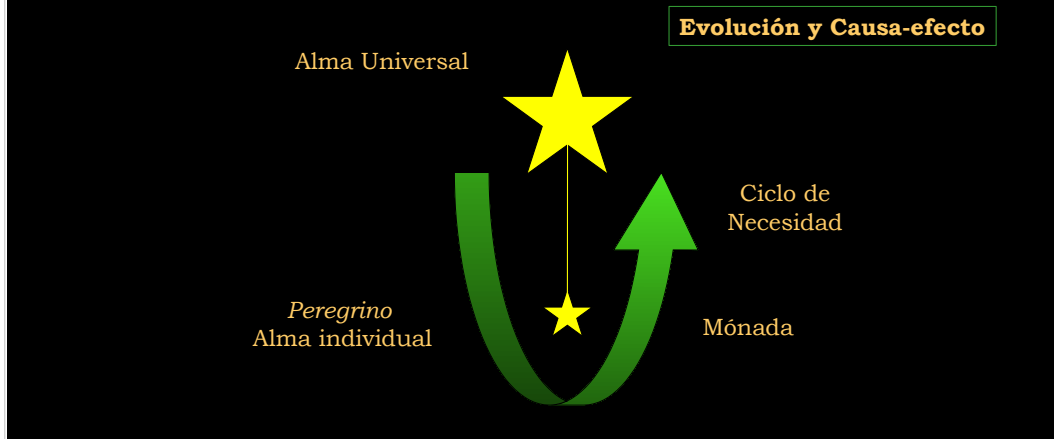 Evolución y Causa-efecto
Alma Universal
Ciclo de
Necesidad
Peregrino
Alma individual
Mónada